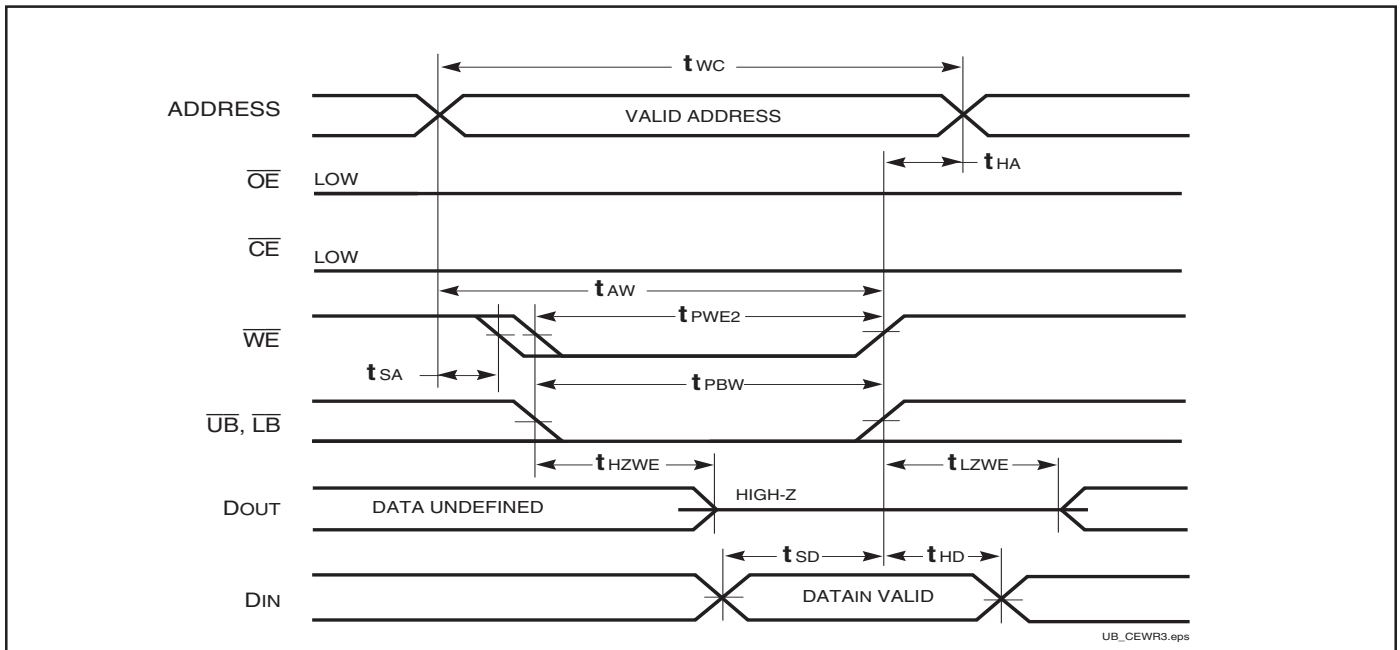 tWC
ADDRESS VALID ADDRESS
tHA
OE LOW
CE LOW
tAW
tPWE2
WE
tSA tPBW
UB, LB
tHZWE tLZWE
DOUT DATA UNDEFINED HIGH-Z
tSD tHD
DIN DATAIN VALID
UB_CEWR3.eps